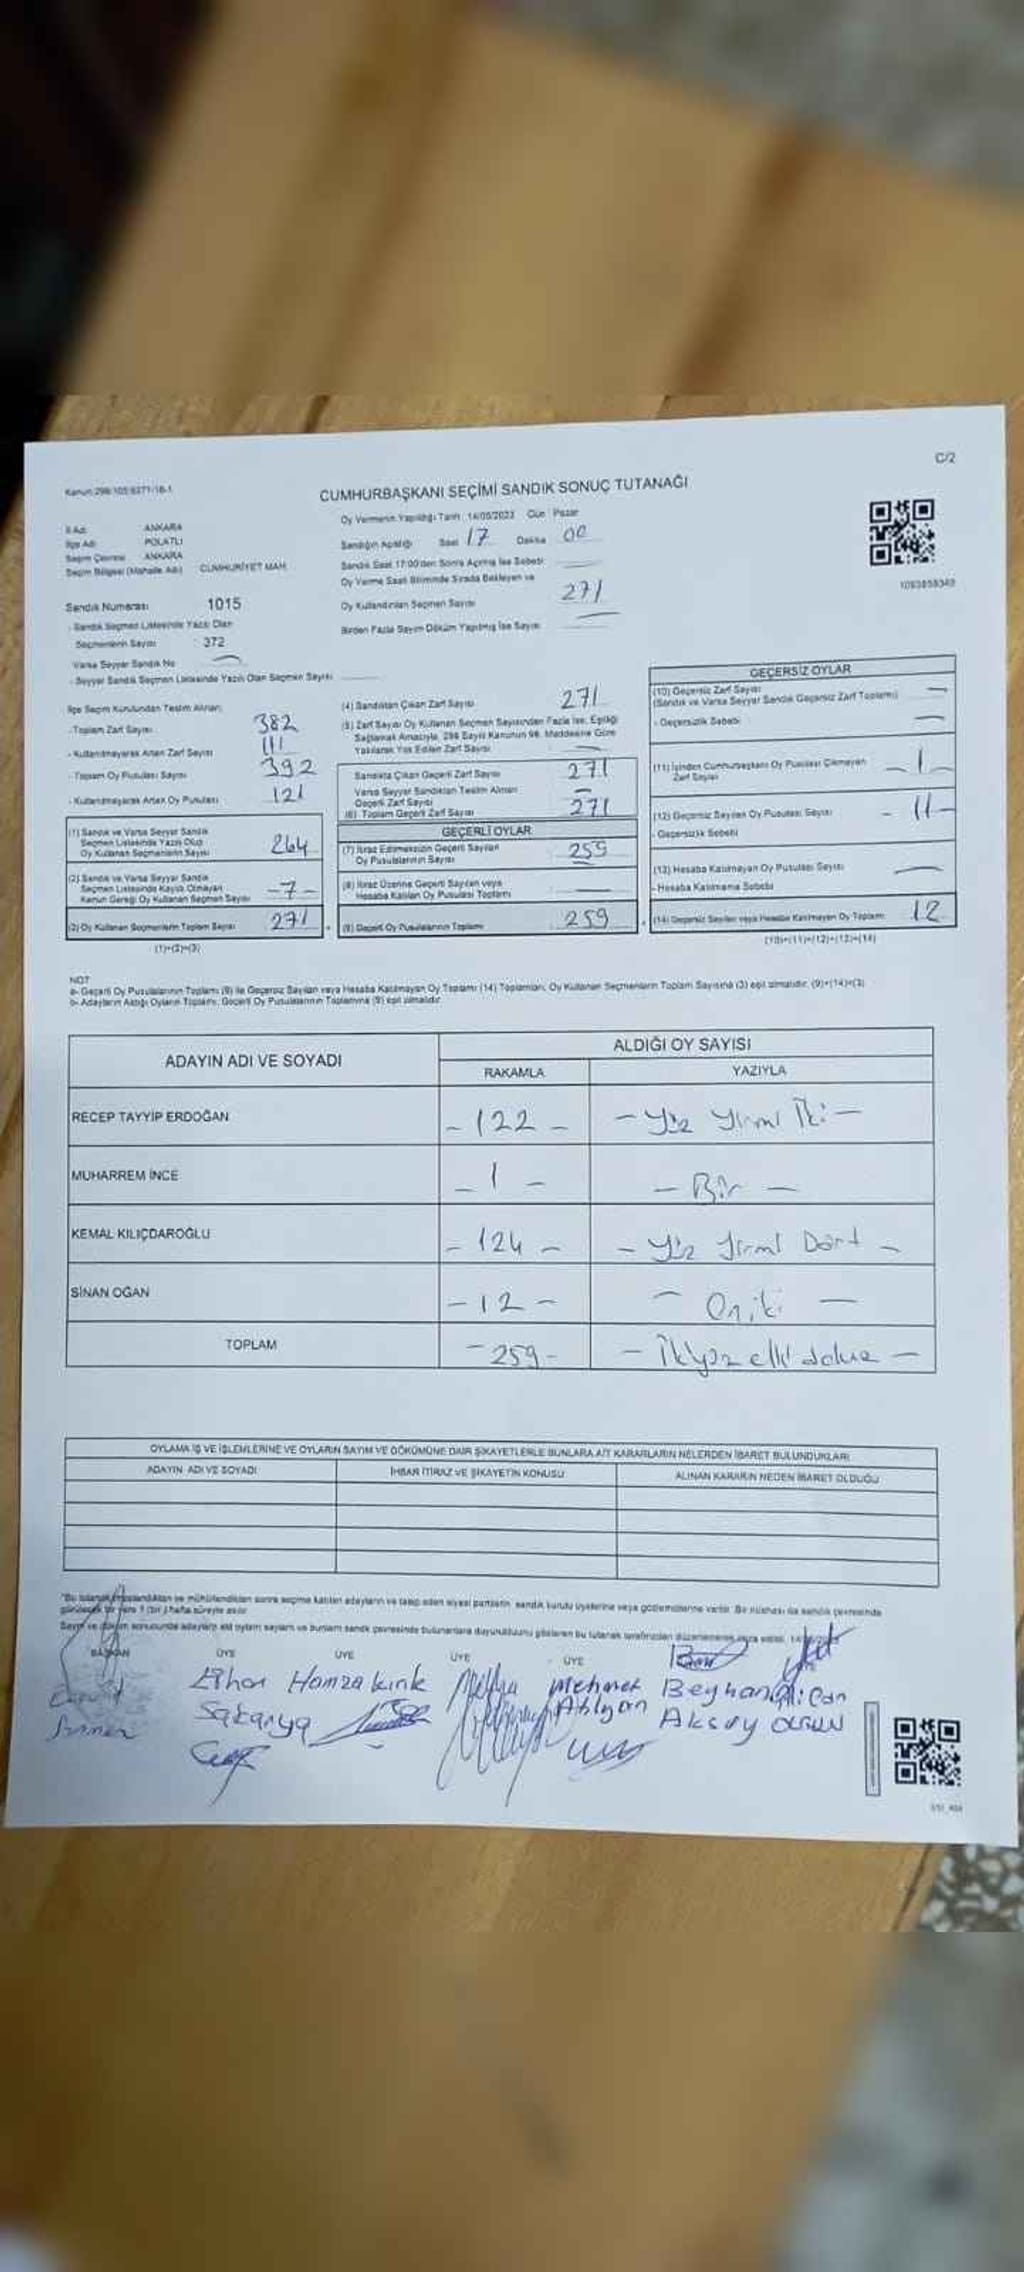 C/2
Kanun:298/105:6271/16-1
CUMHURBAŞKANI SEÇİMİ SANDIK SONUÇ TUTANAĞI
İl Adı ANKARA
İlçe Adı POLATLI
Seçim Çevresi ANKARA
Seçim Bölgesi (Mahalle Adı) CUMHURİYET MAH.
Oy Vermenin Yapıldığı Tarih 14/05/2023 Gün Pazar
Sandığın Açıldığı Saat 17 Dakika 00
Sandık Saat 17:00'den Sonra Açılmış İse Sebebi
Oy Verme Saati Bitiminde Sırada Bekleyen ve
Oy Kullandırılan Seçmen Sayısı 271
Birden Fazla Sayım Döküm Yapılmış İse Sayısı
Sandık Numarası 1015
- Sandık Seçmen Listesinde Yazılı Olan
Seçmenlerin Sayısı : 372
Varsa Seyyar Sandık No
- Seyyar Sandık Seçmen Listesinde Yazılı Olan Seçmen Sayısı
İlçe Seçim Kurulundan Teslim Alınan;
- Toplam Zarf Sayısı 382
- Kullanılmayarak Artan Zarf Sayısı 111
- Toplam Oy Pusulası Sayısı 392
- Kullanılmayarak Artan Oy Pusulası 121
(1) Sandık ve Varsa Seyyar Sandık
Seçmen Listesinde Yazılı Olup
Oy Kullanan Seçmenlerin Sayısı 264
(2) Sandık ve Varsa Seyyar Sandık
Seçmen Listesinde Kayıtlı Olmayan
Kanun Gereği Oy Kullanan Seçmen Sayısı -7-
(3) Oy Kullanan Seçmenlerin Toplam Sayısı 271
(1)+(2)=(3)
(4) Sandıktan Çıkan Zarf Sayısı 271
(5) Zarf Sayısı Oy Kullanan Seçmen Sayısından Fazla İse, Eşitliği
Sağlamak Amacıyla, 298 Sayılı Kanunun 98. Maddesine Göre
Yakılarak Yok Edilen Zarf Sayısı
Sandıkta Çıkan Geçerli Zarf Sayısı 271
Varsa Seyyar Sandıktan Teslim Alınan
Geçerli Zarf Sayısı -
(6) Toplam Geçerli Zarf Sayısı 271
GEÇERLİ OYLAR
(7) İtiraz Edilmeksizin Geçerli Sayılan
Oy Pusulalarının Sayısı 259
(8) İtiraz Üzerine Geçerli Sayılan veya
Hesaba Katılan Oy Pusulası Toplamı —
(9) Geçerli Oy Pusulalarının Toplamı 259
GEÇERSİZ OYLAR
(10) Geçersiz Zarf Sayısı —
(Sandık ve Varsa Seyyar Sandık Geçersiz Zarf Toplamı)
- Geçersizlik Sebebi —
(11) İçinden Cumhurbaşkanı Oy Pusulası Çıkmayan
Zarf Sayısı - 1 -
(12) Geçersiz Sayılan Oy Pusulası Sayısı - 11 -
- Geçersizlik Sebebi
(13) Hesaba Katılmayan Oy Pusulası Sayısı —
- Hesaba Katılmama Sebebi
(14) Geçersiz Sayılan veya Hesaba Katılmayan Oy Toplamı 12
(10)+(11)+(12)+(13)=(14)
NOT
a- Geçerli Oy Pusulalarının Toplamı (9) ile Geçersiz Sayılan veya Hesaba Katılmayan Oy Toplamı (14) Toplamları, Oy Kullanan Seçmenlerin Toplam Sayısına (3) eşit olmalıdır. (9)+(14)=(3)
b- Adayların Aldığı Oyların Toplamı, Geçerli Oy Pusulalarının Toplamına (9) eşit olmalıdır.
ADAYIN ADI VE SOYADI
ALDIĞI OY SAYISI
RAKAMLA YAZIYLA
RECEP TAYYİP ERDOĞAN - 122 - - Yüz Yirmi İki -
MUHARREM İNCE - 1 - - Bir -
KEMAL KILIÇDAROĞLU - 124 - - Yüz Yirmi Dört -
SİNAN OĞAN - 12 - - Oniki -
TOPLAM - 259 - - İkiyüz elli dokuz -
OYLAMA İŞ VE İŞLEMLERİNE VE OYLARIN SAYIM VE DÖKÜMÜNE DAİR ŞİKAYETLERLE BUNLARA AİT KARARLARIN NELERDEN İBARET BULUNDUKLARI
ADAYIN ADI VE SOYADI İHBAR İTİRAZ VE ŞİKAYETİN KONUSU ALINAN KARARIN NEDEN İBARET OLDUĞU
BAŞKAN ÜYE ÜYE ÜYE ÜYE
Hamza Mehmet Beyhan
Sakarya Aksoy